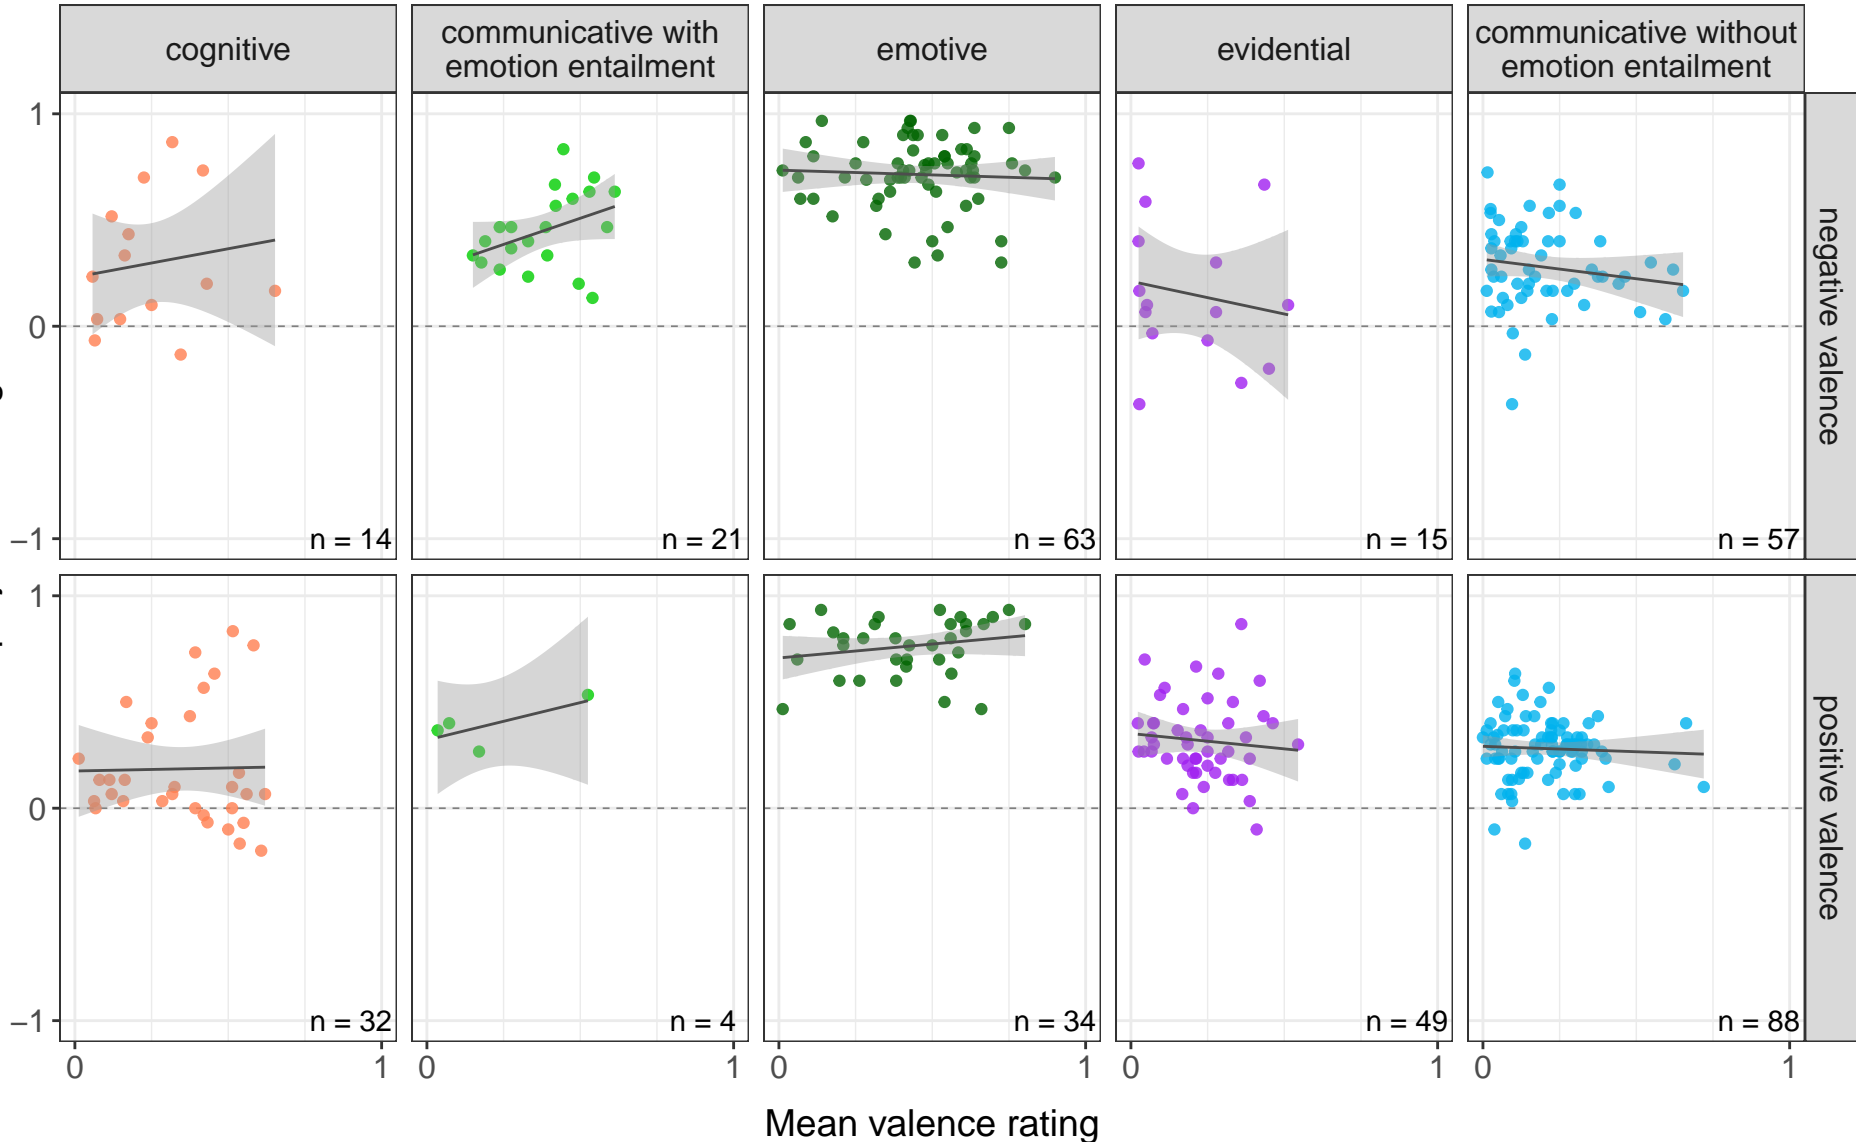 cognitive
communicative with
emotion entailment
emotive
evidential
communicative without
emotion entailment
1
0
−1
n = 14
n = 21
n = 63
n = 15
n = 57
negative valence
1
0
−1
n = 32
n = 4
n = 34
n = 49
n = 88
positive valence
0 1
0 1
0 1
0 1
0 1
Mean valence rating